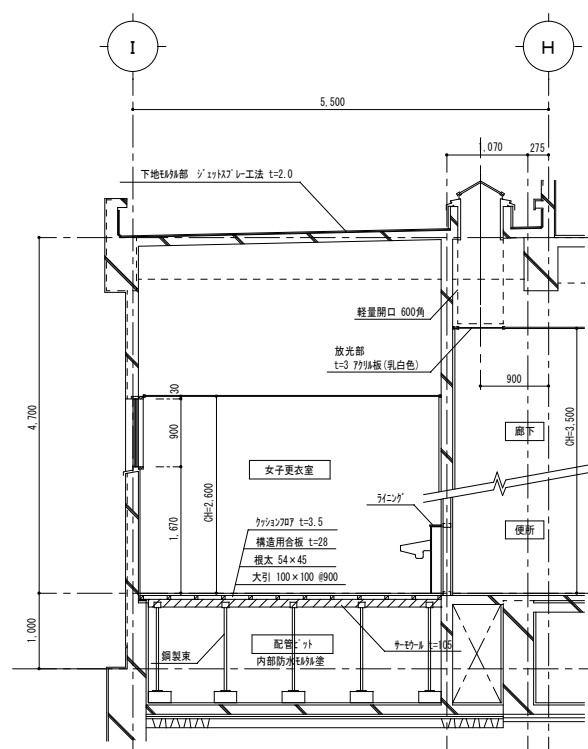 I
H
5,500
1,070
275
下地ﾓﾙﾀﾙ部 ｼﾞｪｯﾄｽﾌﾟﾚｰ工法 t=2.0
軽量開口 600角
放光部
t=3 ｱｸﾘﾙ板(乳白色)
900
30
900
4,700
CH=2,600
1,670
女子更衣室
廊下
CH=3,500
ﾗｲﾆﾝｸﾞ
便所
ｸｯｼｮﾝﾌﾛｱ t=3.5
構造用合板 t=28
根太 54×45
大引 100×100 @900
1,000
鋼製束
配管ﾋﾟｯﾄ
内部防水ﾓﾙﾀﾙ塗
ｻｰﾓｳｰﾙ t=105